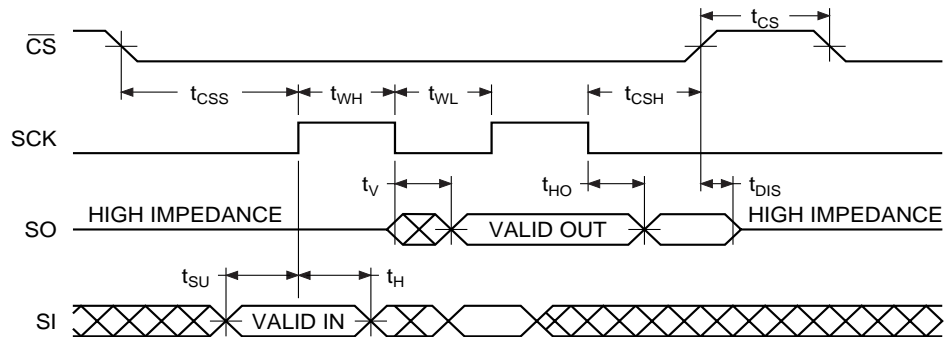 t_CS
C̅S̅
t_CSS t_WH t_WL t_CSH
SCK
t_V t_HO t_DIS
HIGH IMPEDANCE HIGH IMPEDANCE
SO VALID OUT
t_SU t_H
SI VALID IN